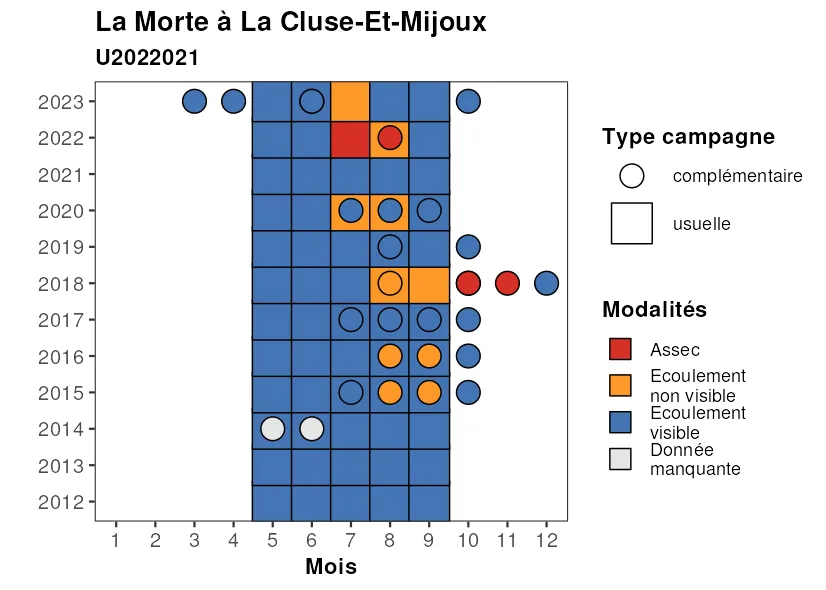 La Morte à La Cluse-Et-Mijoux
U2022021
2023
2022
2021
2020
2019
2018
2017
2016
2015
2014
2013
2012
1 2 3 4 5 6 7 8 9 10 11 12
Mois
Type campagne
complémentaire
usuelle
Modalités
Assec
Ecoulement
non visible
Ecoulement
visible
Donnée
manquante